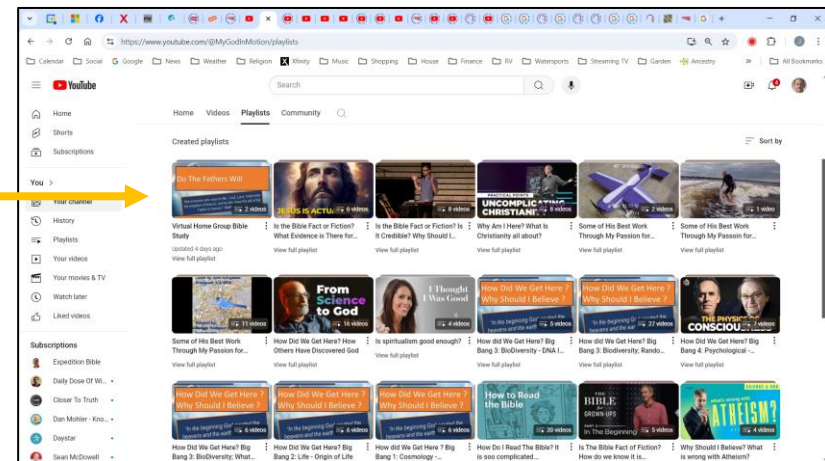 https://www.youtube.com/@MyGodInMotion/playlists
Calendar Social Google News Weather Religion Xfinity Music Shopping House Finance RV Watersports Streaming TV Garden Ancestry All Bookmarks
YouTube
Search
Home
Shorts
Subscriptions
You
Your channel
History
Playlists
Your videos
Your movies & TV
Watch later
Liked videos
Subscriptions
Expedition Bible
Daily Dose Of Wi...
Closer To Truth
Dan Mohler - Kno...
Daystar
Sean McDowell
Home Videos Playlists Community
Created playlists
Sort by
Do The Fathers Will
2 videos
JESUS IS ACTU
6 videos
8 videos
PRACTICAL POINTS
UNCOMPLICATING
CHRISTIANI
8 videos
2 videos
1 video
Virtual Home Group Bible Study
Updated 4 days ago
View full playlist
Is the Bible Fact or Fiction? What Evidence is There for...
View full playlist
Is the Bible Fact or Fiction? Is It Credible? Why Should I...
View full playlist
Why Am I Here? What Is Christianity all about?
View full playlist
Some of His Best Work Through My Passion for...
View full playlist
Some of His Best Work Through My Passoin for...
View full playlist
11 videos
From
Science
to God
16 videos
I Thought
I Was Good
4 videos
How Did We Get Here ?
Why Should I Believe ?
5 videos
How Did We Get Here ?
Why Should I Believe ?
27 videos
THE PHYSICS OF
CONSCIOU
7 videos
Some of His Best Work Through My Passion for...
View full playlist
How Did We Get Here? How Others Have Discovered God
View full playlist
Is spiritualism good enough?
View full playlist
How did We Get Here? Big Bang 3: BioDiversity - DNA I...
View full playlist
How did We Get Here? Big Bang 3: Biodiversity, Rando...
View full playlist
How did We Get Here? Big Bang 4: Psychological -...
View full playlist
How Did We Get Here ?
Why Should I Believe ?
6 videos
How Did We Get Here ?
Why Should I Believe ?
6 videos
How Did We Get Here ?
Why Should I Believe ?
6 videos
How to Read
the Bible
20 videos
BIBLE for
GROWN-UPS
In The Beginning
5 videos
what's wrong with
ATHEISM?
4 videos
How Did We Get Here? Big Bang 3: BioDiversity; What...
How Did We Get Here? Big Bang 2: Life - Origin of Life
How did We Get Here ? Big Bang 1: Cosmology -...
How Do I Read The Bible? It is soo complicated...
Is The Bible Fact of Fiction? How do we know it is...
Why Should I Believe? What is wrong with Atheism?